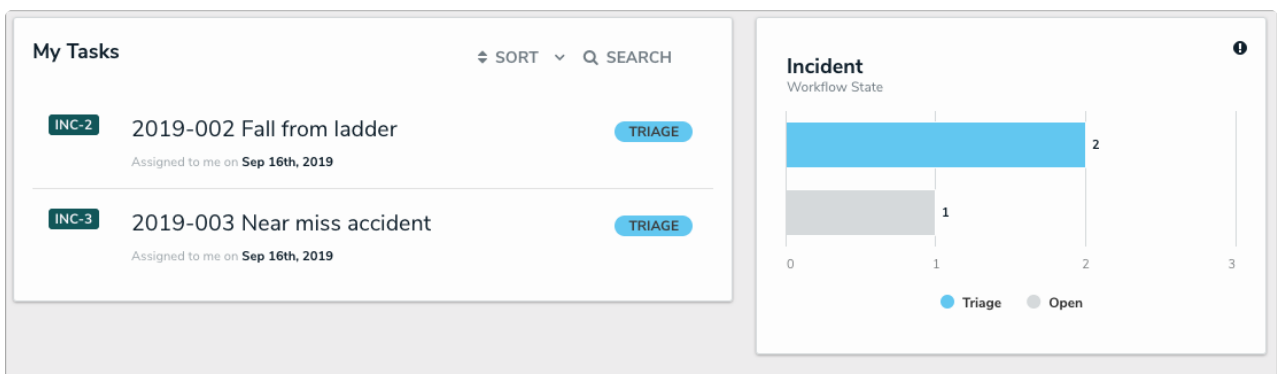 My Tasks
SORT SEARCH
INC-2 2019-002 Fall from ladder TRIAGE
Assigned to me on Sep 16th, 2019
INC-3 2019-003 Near miss accident TRIAGE
Assigned to me on Sep 16th, 2019
Incident
Workflow State
2
1
0 1 2 3
Triage Open